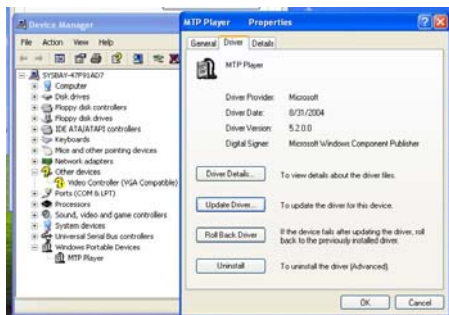 Device Manager
File Action View Help
SYSBAY-47F91AD7
Computer
Disk drives
Floppy disk controllers
Floppy disk drives
IDE ATA/ATAPI controllers
Keyboards
Mice and other pointing devices
Network adapters
Other devices
Video Controller (VGA Compatible)
Ports (COM & LPT)
Processors
Sound, video and game controllers
System devices
Universal Serial Bus controllers
Windows Portable Devices
MTP Player
MTP Player Properties
General Driver Details
MTP Player
Driver Provider: Microsoft
Driver Date: 8/31/2004
Driver Version: 5.2.0.0
Digital Signer: Microsoft Windows Component Publisher
Driver Details... To view details about the driver files.
Update Driver... To update the driver for this device.
Roll Back Driver If the device fails after updating the driver, roll
back to the previously installed driver.
Uninstall To uninstall the driver (Advanced).
OK Cancel